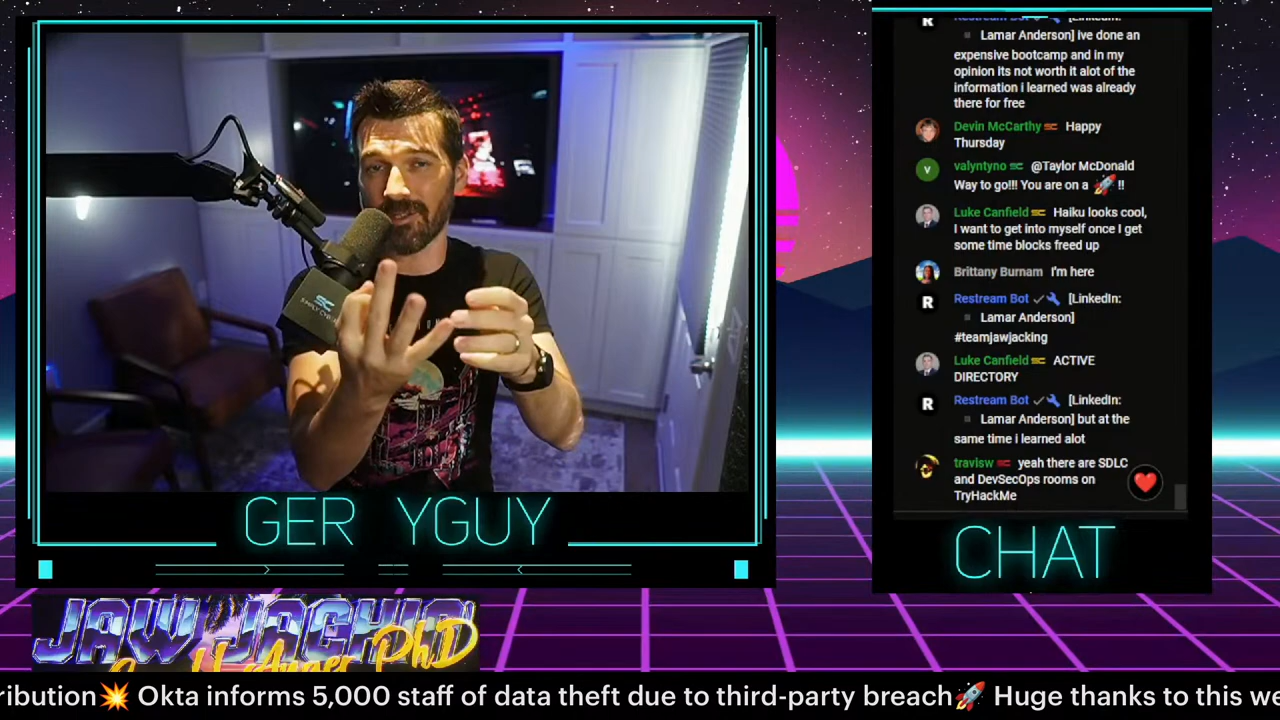 Lamar Anderson] ive done an
expensive bootcamp and in my
opinion its not worth it alot of the
information i learned was already
there for free
Devin McCarthy Happy
Thursday
valyntyno @Taylor McDonald
Way to go!!! You are on a 🚀 !!
Luke Canfield Haiku looks cool,
I want to get into myself once I get
some time blocks freed up
Brittany Burnam I'm here
Restream Bot [LinkedIn:
Lamar Anderson]
#teamjawjacking
Luke Canfield ACTIVE
DIRECTORY
Restream Bot [LinkedIn:
Lamar Anderson] but at the
same time i learned alot
travisw yeah there are SDLC
and DevSecOps rooms on
TryHackMe
GER YGUY
CHAT
JAW JACKIN'
PhD
ribution💥 Okta informs 5,000 staff of data theft due to third-party breach🚀 Huge thanks to this we